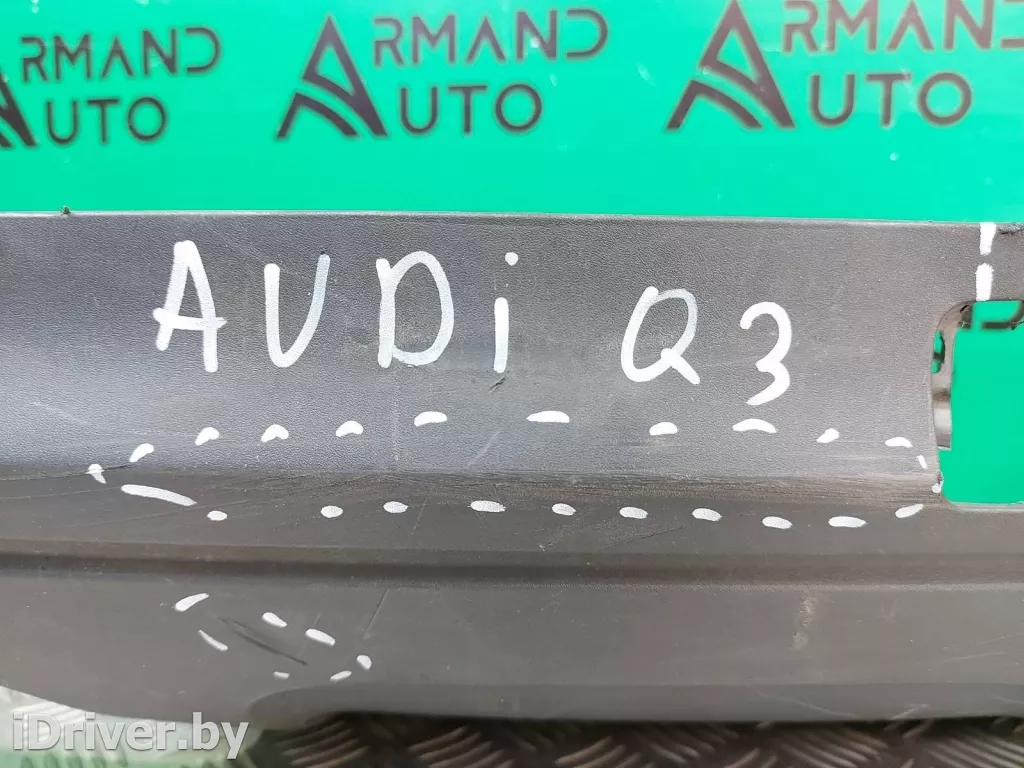 ARMAND ARMAND ARMAND
AUTO AUTO AUTO
AUDi Q3
iDriver.by